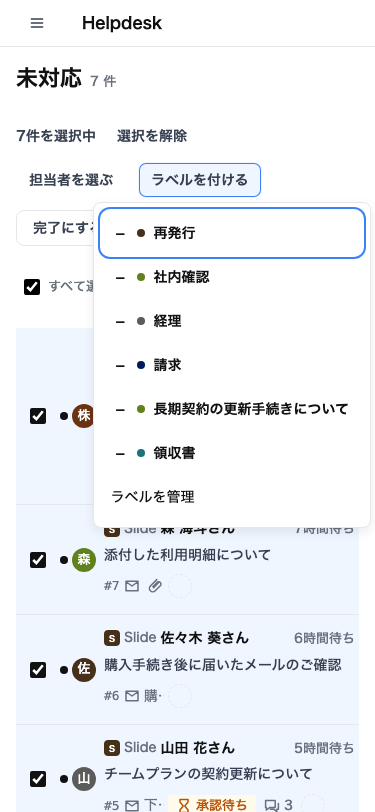 Helpdesk
未対応 7 件
7件を選択中 選択を解除
担当者を選ぶ ラベルを付ける
完了にする
– 再発行
すべて選
– 社内確認
– 経理
– 請求
– 長期契約の更新手続きについて
– 領収書
ラベルを管理
株
S Slide 森 海斗さん 7時間待ち
森 添付した利用明細について
#7
S Slide 佐々木 葵さん 6時間待ち
佐 購入手続き後に届いたメールのご確認
#6 購·
S Slide 山田 花さん 5時間待ち
山 チームプランの契約更新について
#5 下· 承認待ち 3